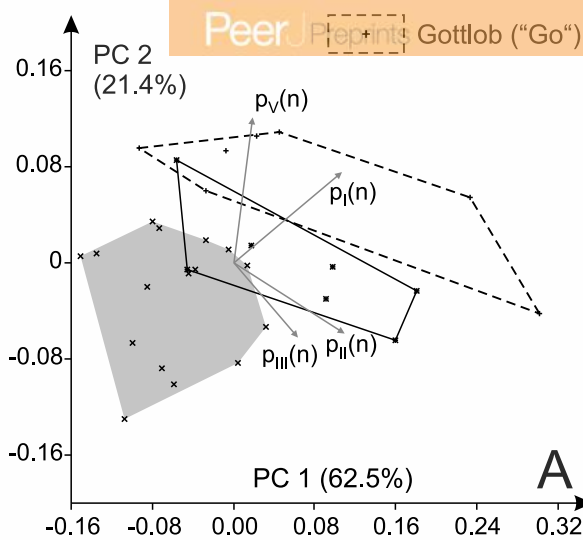 PeerJ Preprints Gottlob ("Go“)
PC 2
(21.4%)
0.16
0.08
0
-0.08
-0.16
pV(n)
pI(n)
pII(n)
pIII(n)
PC 1 (62.5%)
A
-0.16 -0.08 0.00 0.08 0.16 0.24 0.32